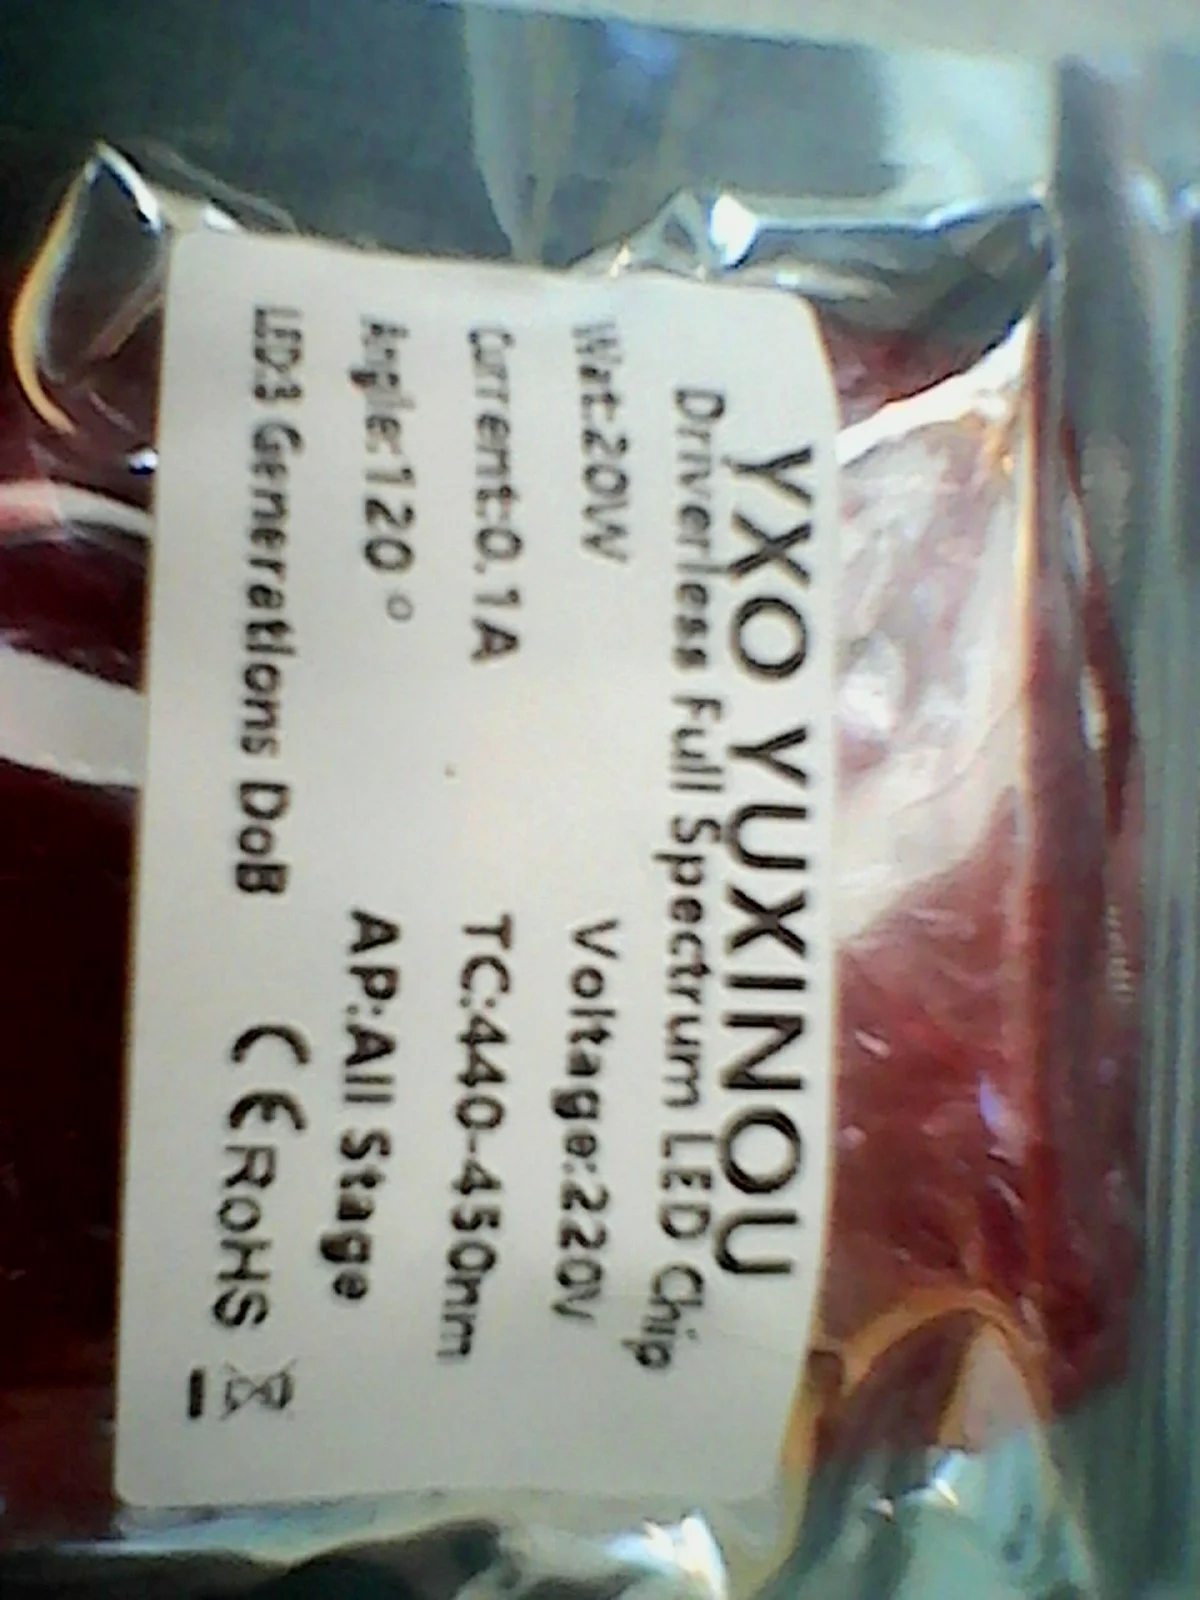 YXO YUXINOU
Driverless Full Spectrum LED Chip
Wat:20W Voltage:220V
Current:0.1A TC:440-450nm
Angle:120° AP:All Stage
LED3 Generations DoB CE RoHS